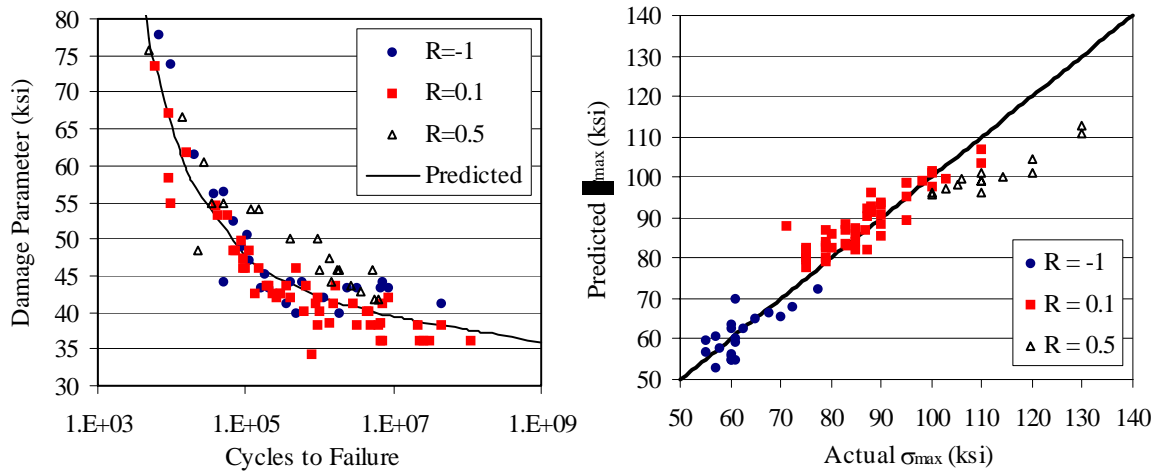 80
75
70
65
60
55
50
45
40
35
30
Damage Parameter (ksi)
R=-1
R=0.1
R=0.5
Predicted
1.E+03 1.E+05 1.E+07 1.E+09
Cycles to Failure
140
130
120
110
100
90
80
70
60
50
Predicted max (ksi)
R = -1
R = 0.1
R = 0.5
50 60 70 80 90 100 110 120 130 140
Actual σmax (ksi)